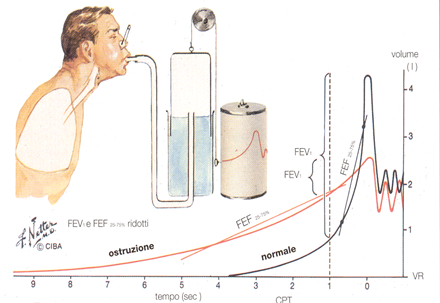 volume
( l )
4
3
2
1
VR
FEV₁
FEV₁
FEF 25-75%
FEF 25-75%
FEV₁ e FEF 25-75% ridotti
F. Netter
M.D.
© CIBA
ostruzione
normale
9 8 7 6 5 4 3 2 1 0
tempo (sec )
CPT